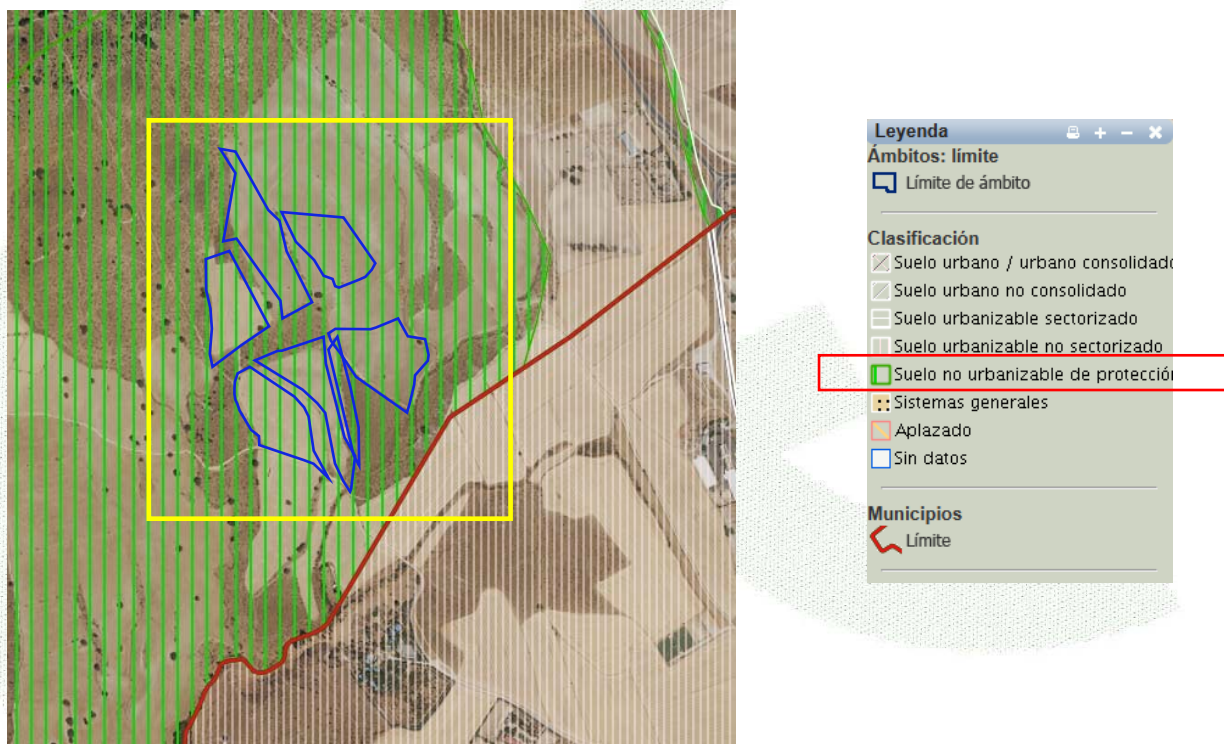 Leyenda
Ámbitos: límite
Límite de ámbito
Clasificación
Suelo urbano / urbano consolidado
Suelo urbano no consolidado
Suelo urbanizable sectorizado
Suelo urbanizable no sectorizado
Suelo no urbanizable de protección
Sistemas generales
Aplazado
Sin datos
Municipios
Límite